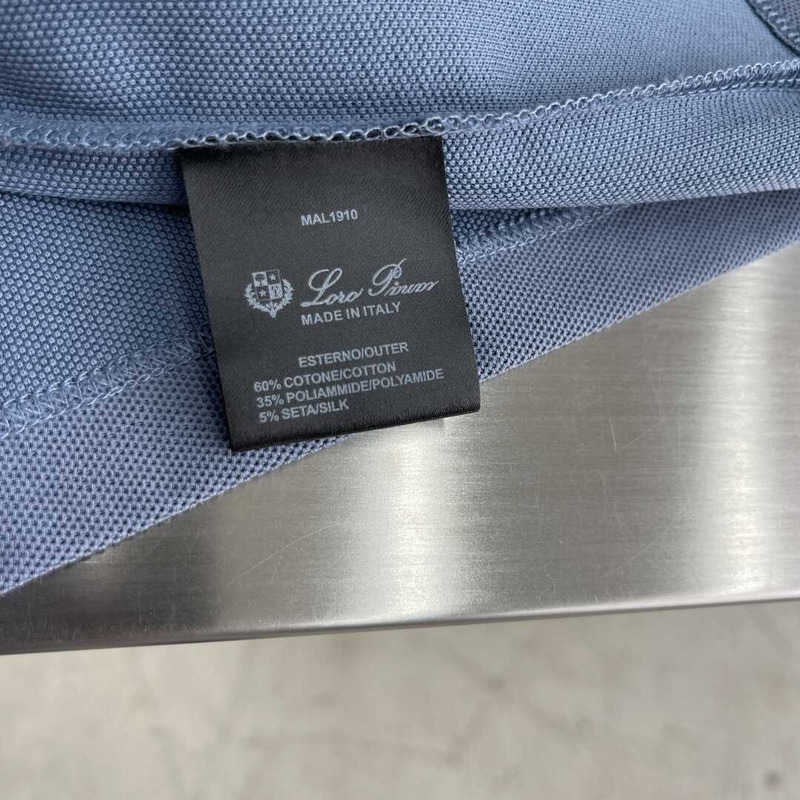 MAL1910
Loro Piana
MADE IN ITALY
ESTERNO/OUTER
60% COTONE/COTTON
35% POLIAMMIDE/POLYAMIDE
5% SETA/SILK